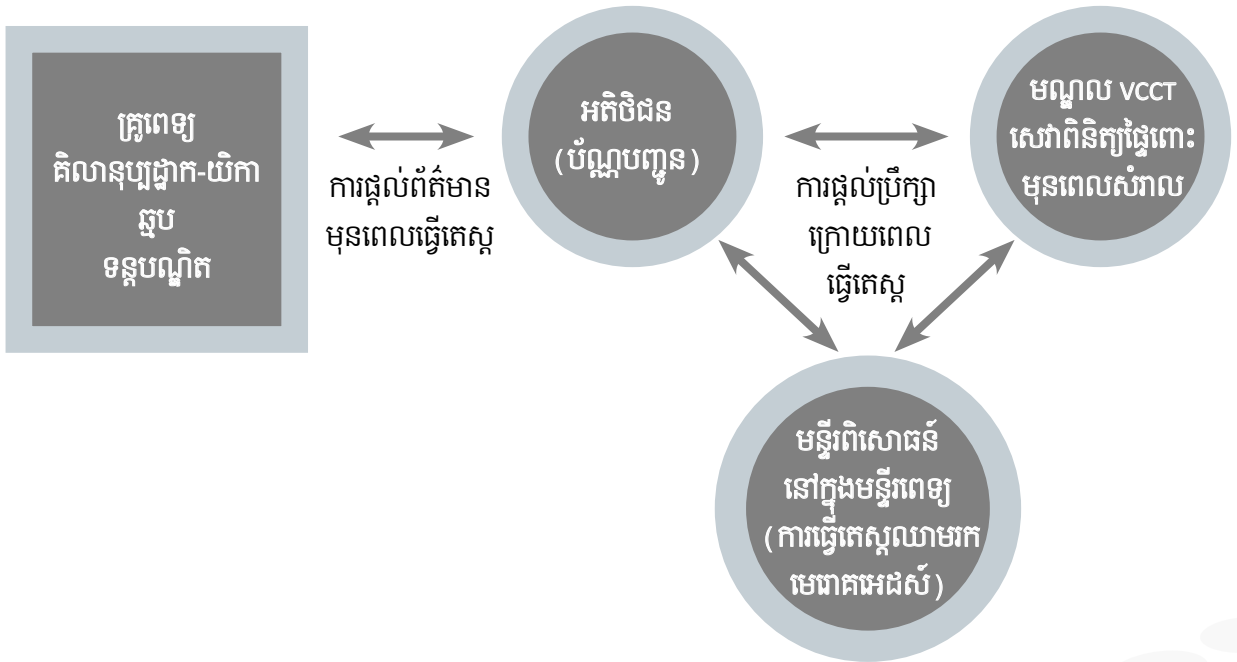 គ្រូពេទ្យ
គិលានុប្បដ្ឋាក-យិកា
ឆ្មប
ទន្តបណ្ឌិត
ការផ្តល់ព័ត៌មាន
មុនពេលធ្វើតេស្ត
អតិថិជន
(ប័ណ្ណបញ្ជូន)
ការផ្តល់ប្រឹក្សា
ក្រោយពេល
ធ្វើតេស្ត
មណ្ឌល VCCT
សេវាពិនិត្យផ្ទៃពោះ
មុនពេលសំរាល
មន្ទីរពិសោធន៍
នៅក្នុងមន្ទីរពេទ្យ
(ការធ្វើតេស្តឈាមរក
មេរោគអេដស៍)